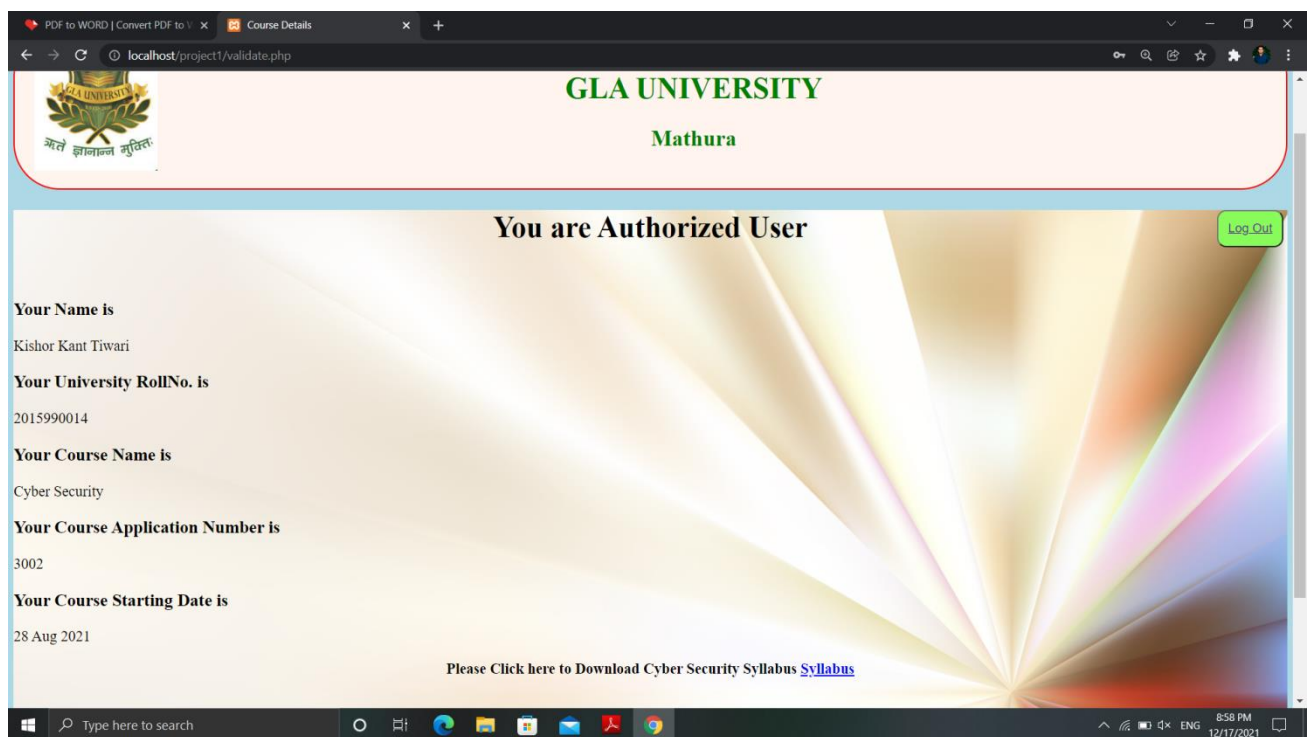 PDF to WORD | Convert PDF to W
Course Details
localhost/project1/validate.php
GLA UNIVERSITY
ऋते ज्ञानान्न मुक्तिः
GLA UNIVERSITY
Mathura
You are Authorized User
Log Out
Your Name is
Kishor Kant Tiwari
Your University RollNo. is
2015990014
Your Course Name is
Cyber Security
Your Course Application Number is
3002
Your Course Starting Date is
28 Aug 2021
Please Click here to Download Cyber Security Syllabus Syllabus
Type here to search
ENG
8:58 PM
12/17/2021